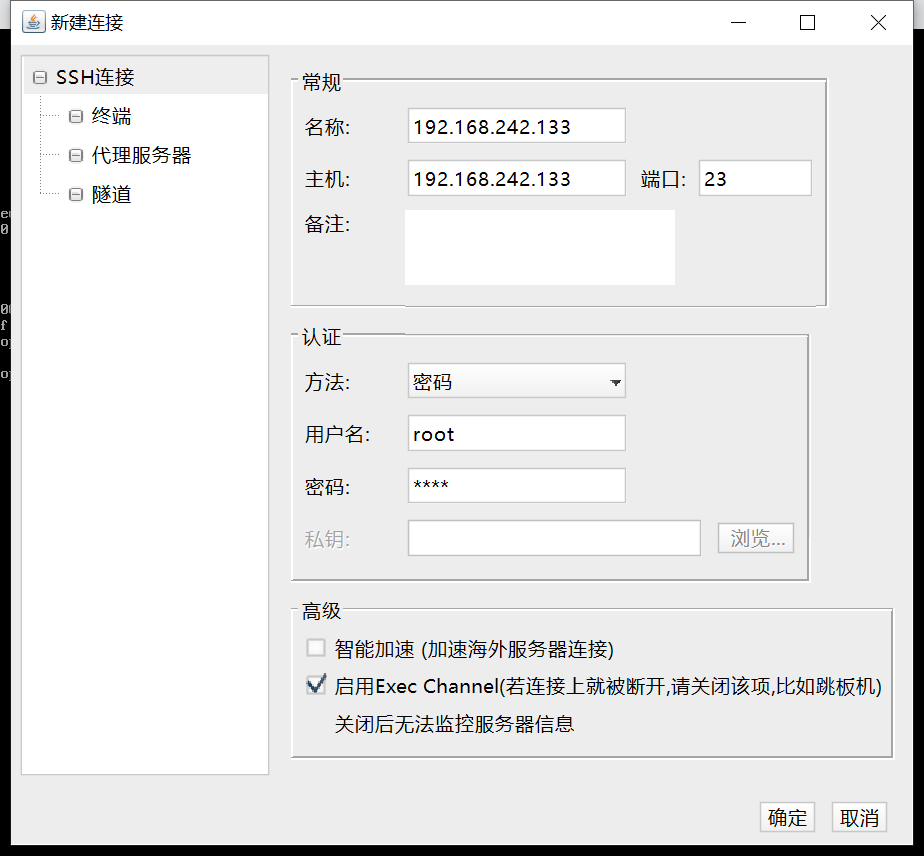 新建连接
SSH连接
终端
代理服务器
隧道
常规
名称: 192.168.242.133
主机: 192.168.242.133 端口: 23
备注:
认证
方法: 密码
用户名: root
密码: ****
私钥: 浏览...
高级
智能加速 (加速海外服务器连接)
启用Exec Channel(若连接上就被断开,请关闭该项,比如跳板机)
关闭后无法监控服务器信息
确定 取消